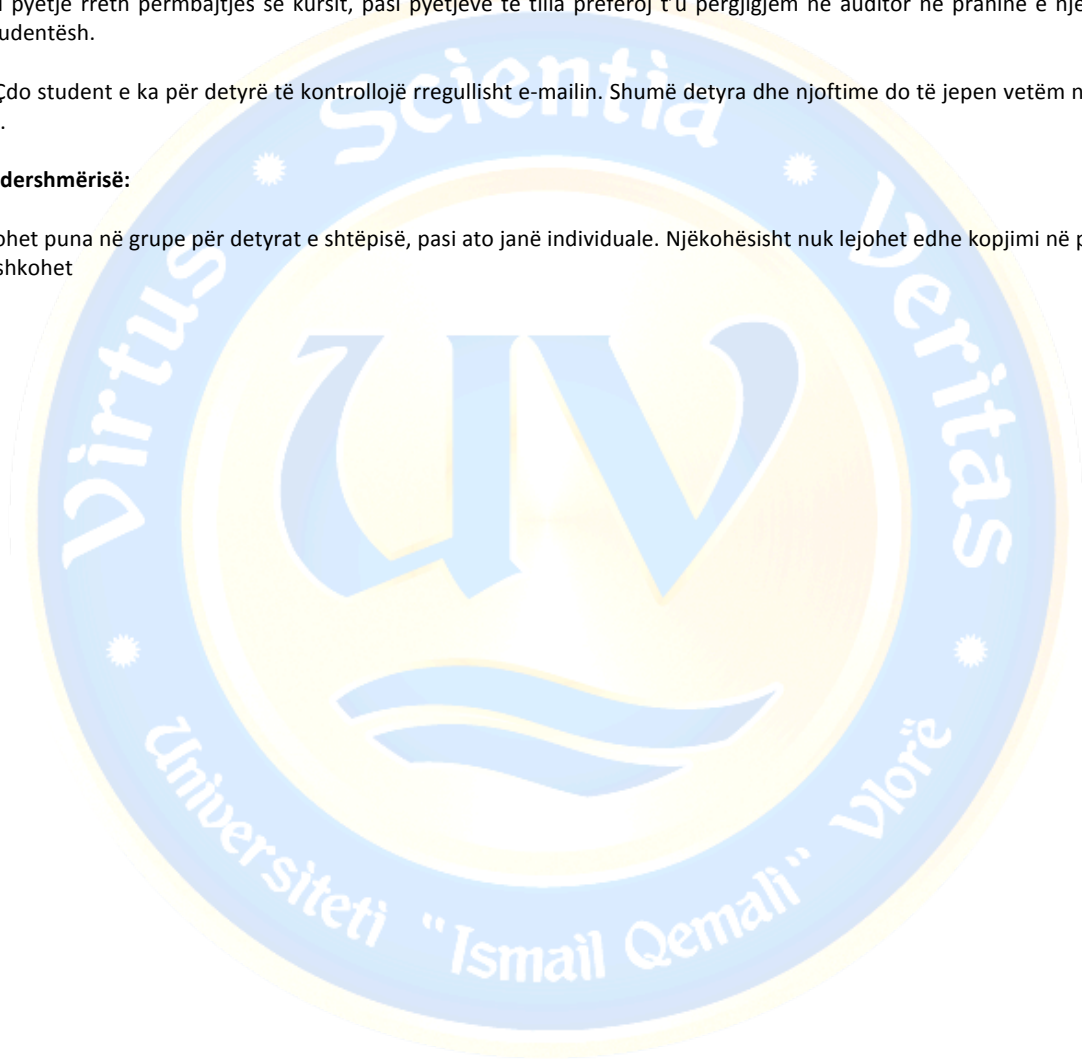 pyetje rreth përmbajtjes së kursit, pasi pyetjeve të tilla preferoj t'u përgjigjem në auditor në praninë e
udentësh.
Çdo student e ka për detyrë të kontrollojë rregullisht e-mailin. Shumë detyra dhe njoftime do të jepen vetëm
.
dershmërisë:
ohet puna në grupe për detyrat e shtëpisë, pasi ato janë individuale. Njëkohësisht nuk lejohet edhe kopjimi në
shkohet
Scientia
Virtus
Veritas
UV
Universiteti "Ismail Qemali" Vlorë